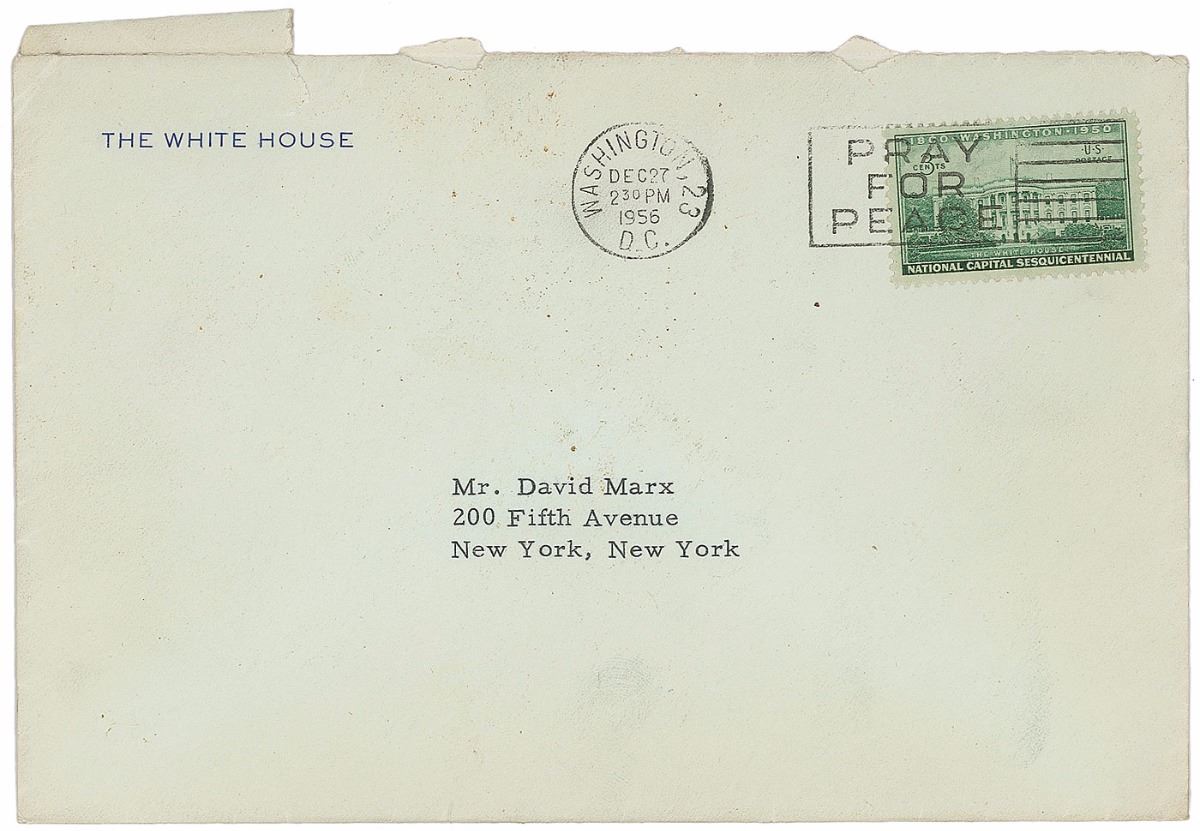 THE WHITE HOUSE
WASHINGTON, 23
DEC 27
2 30 PM
1956
D.C.
PRAY
FOR
PEACE
1800 · WASHINGTON · 1950
3
CENTS
U·S·
POSTAGE
THE WHITE HOUSE
NATIONAL CAPITAL SESQUICENTENNIAL
Mr. David Marx
200 Fifth Avenue
New York, New York